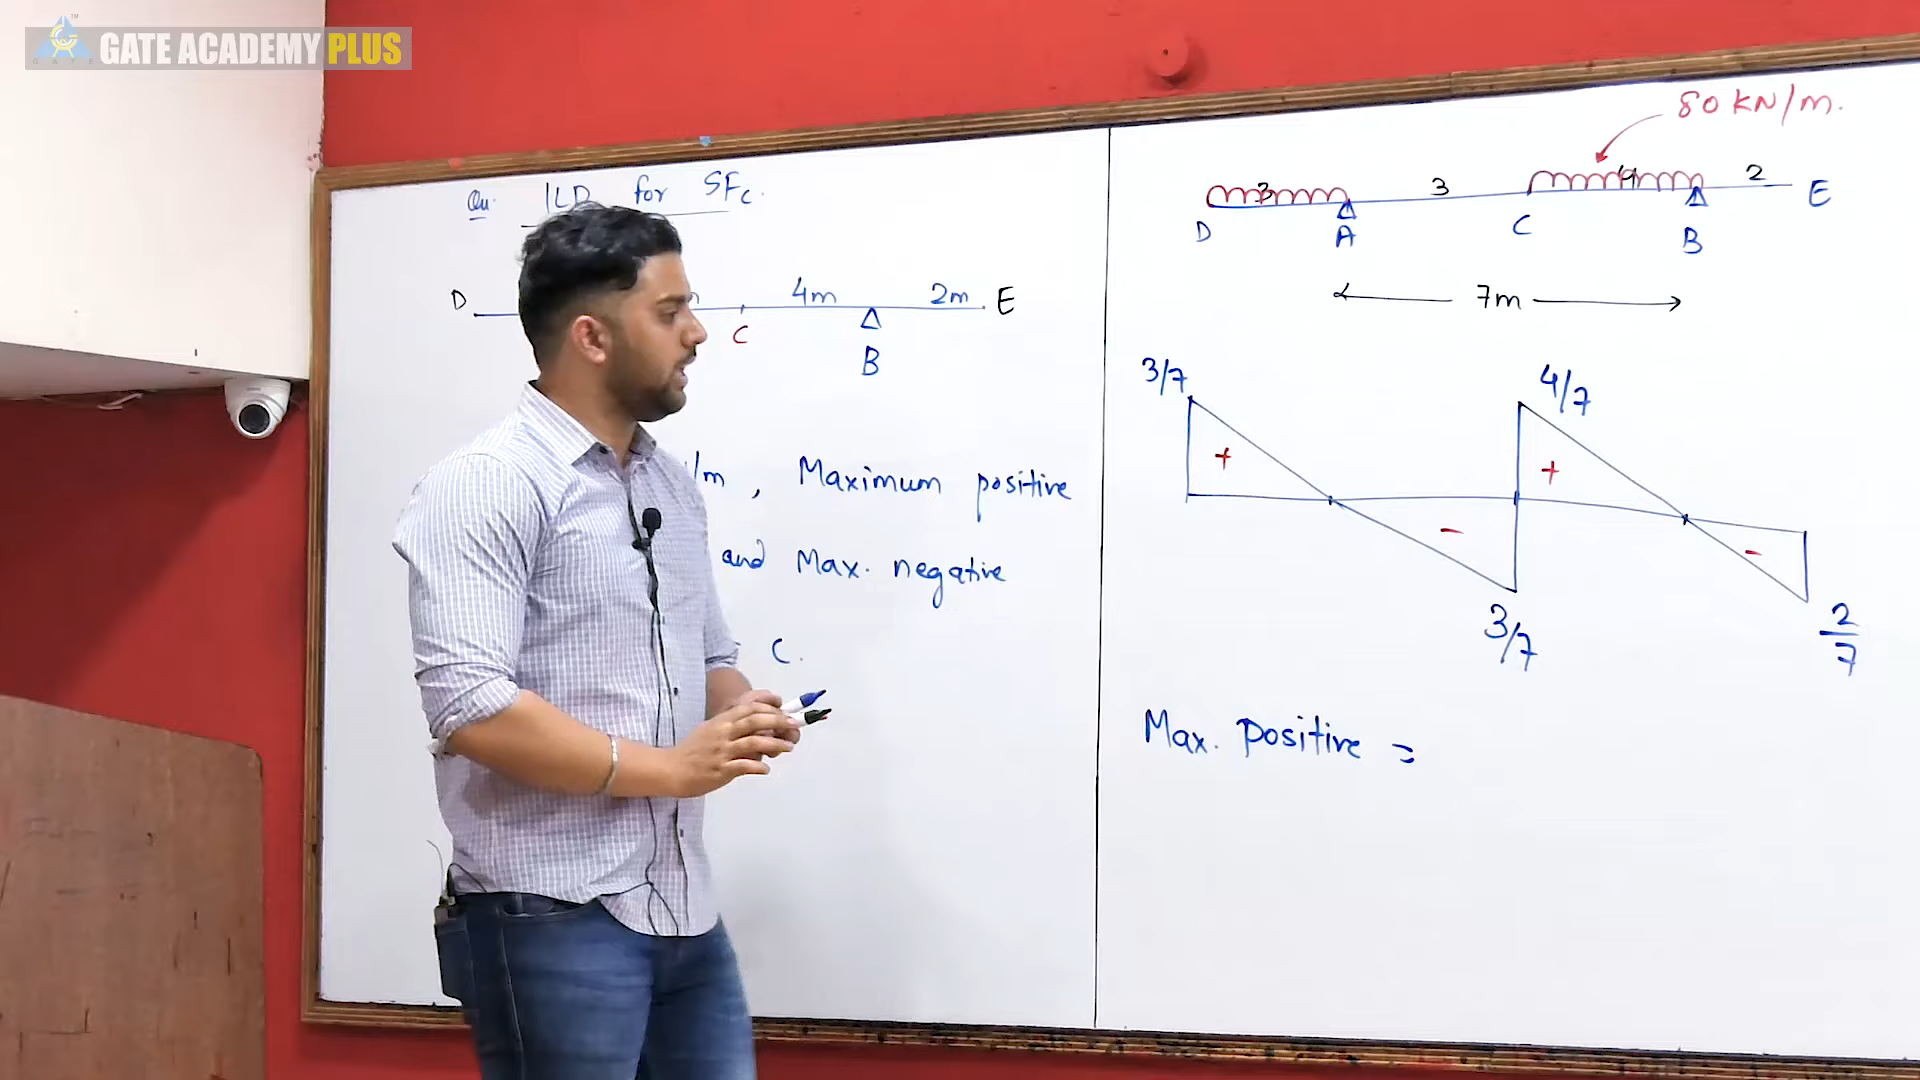 GATE ACADEMY PLUS
Qu. ILD for SFc.
D 4m 2m E
C
B
/m , Maximum positive
and Max. negative
C.
80 KN/m.
3 3 4 2
D A C B E
7m
3/7 4/7
+ +
- -
3/7 2/7
Max. Positive =